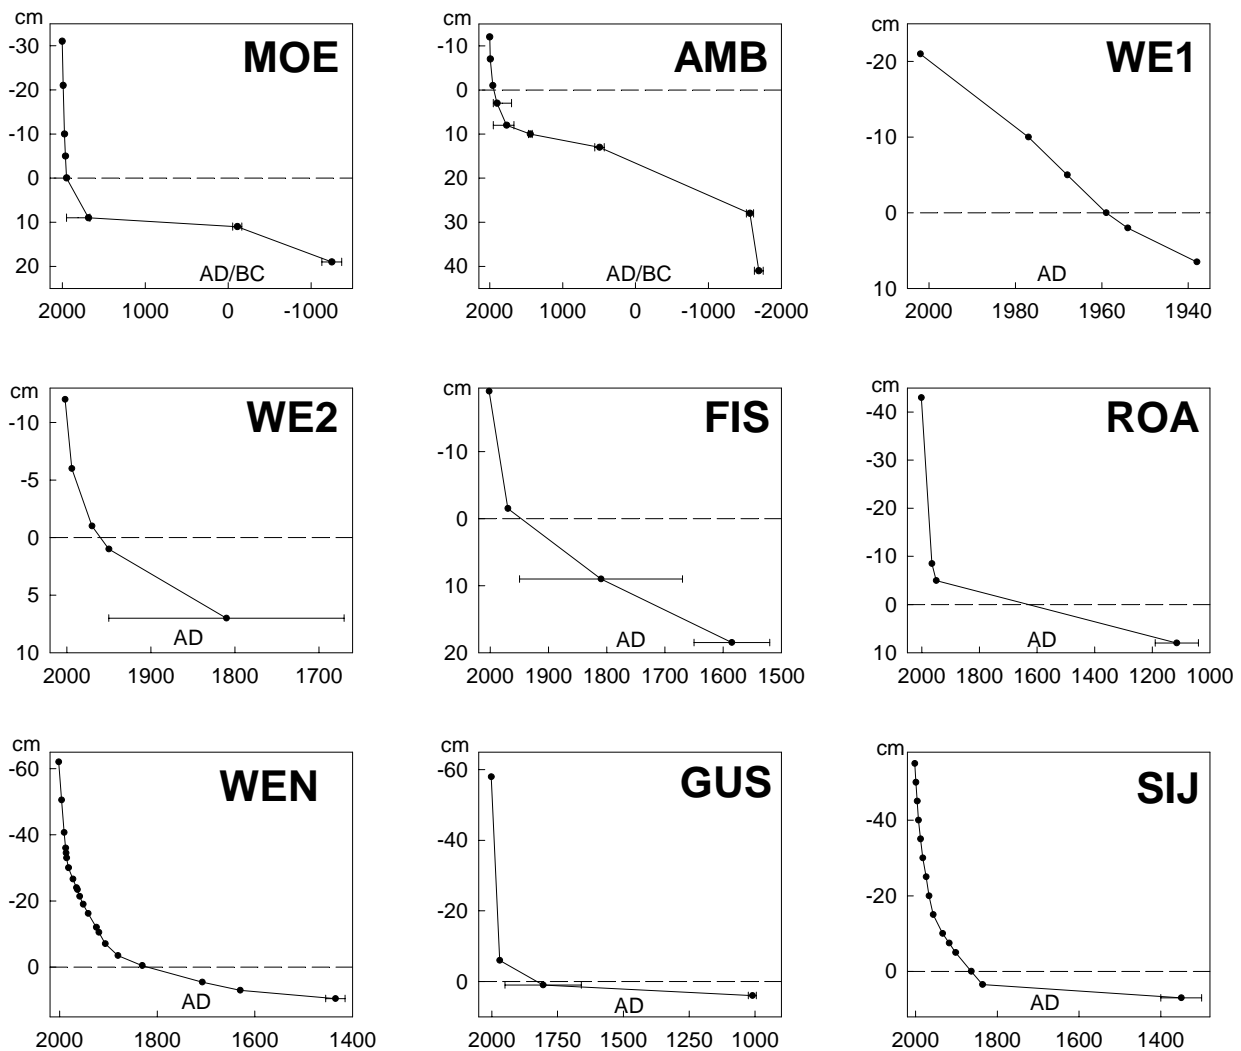 cm
-30
-20
-10
0
10
20
MOE
AD/BC
2000 1000 0 -1000
cm
-10
0
10
20
30
40
AMB
AD/BC
2000 1000 0 -1000 -2000
cm
-20
-10
0
10
WE1
AD
2000 1980 1960 1940
cm
-10
-5
0
5
10
WE2
AD
2000 1900 1800 1700
cm
-10
0
10
20
FIS
AD
2000 1900 1800 1700 1600 1500
cm
-40
-30
-20
-10
0
10
ROA
AD
2000 1800 1600 1400 1200 1000
cm
-60
-40
-20
0
WEN
AD
2000 1800 1600 1400
cm
-60
-40
-20
0
GUS
AD
2000 1750 1500 1250 1000
cm
-40
-20
0
SIJ
AD
2000 1800 1600 1400